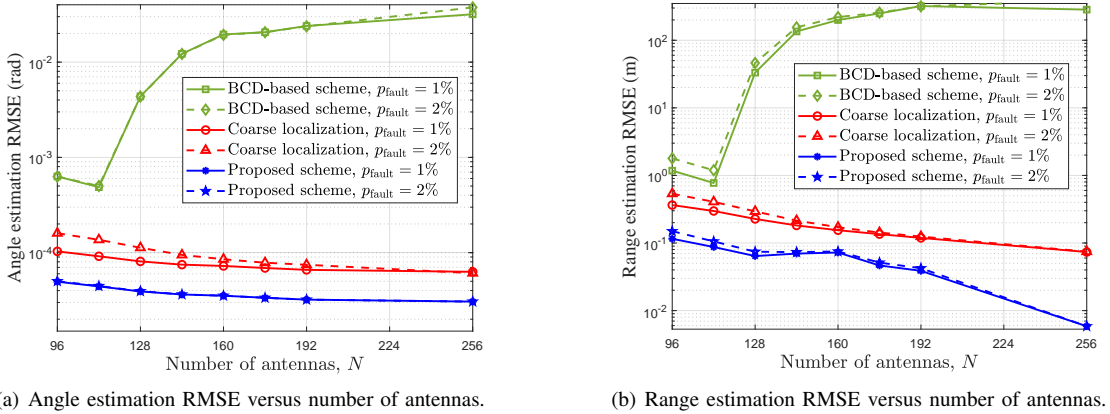 10^-2
10^-3
10^-4
Angle estimation RMSE (rad)
BCD-based scheme, p_fault = 1%
BCD-based scheme, p_fault = 2%
Coarse localization, p_fault = 1%
Coarse localization, p_fault = 2%
Proposed scheme, p_fault = 1%
Proposed scheme, p_fault = 2%
96 128 160 192 224 256
Number of antennas, N
(a) Angle estimation RMSE versus number of antennas.
10^2
10^1
10^0
10^-1
10^-2
Range estimation RMSE (m)
BCD-based scheme, p_fault = 1%
BCD-based scheme, p_fault = 2%
Coarse localization, p_fault = 1%
Coarse localization, p_fault = 2%
Proposed scheme, p_fault = 1%
Proposed scheme, p_fault = 2%
96 128 160 192 224 256
Number of antennas, N
(b) Range estimation RMSE versus number of antennas.